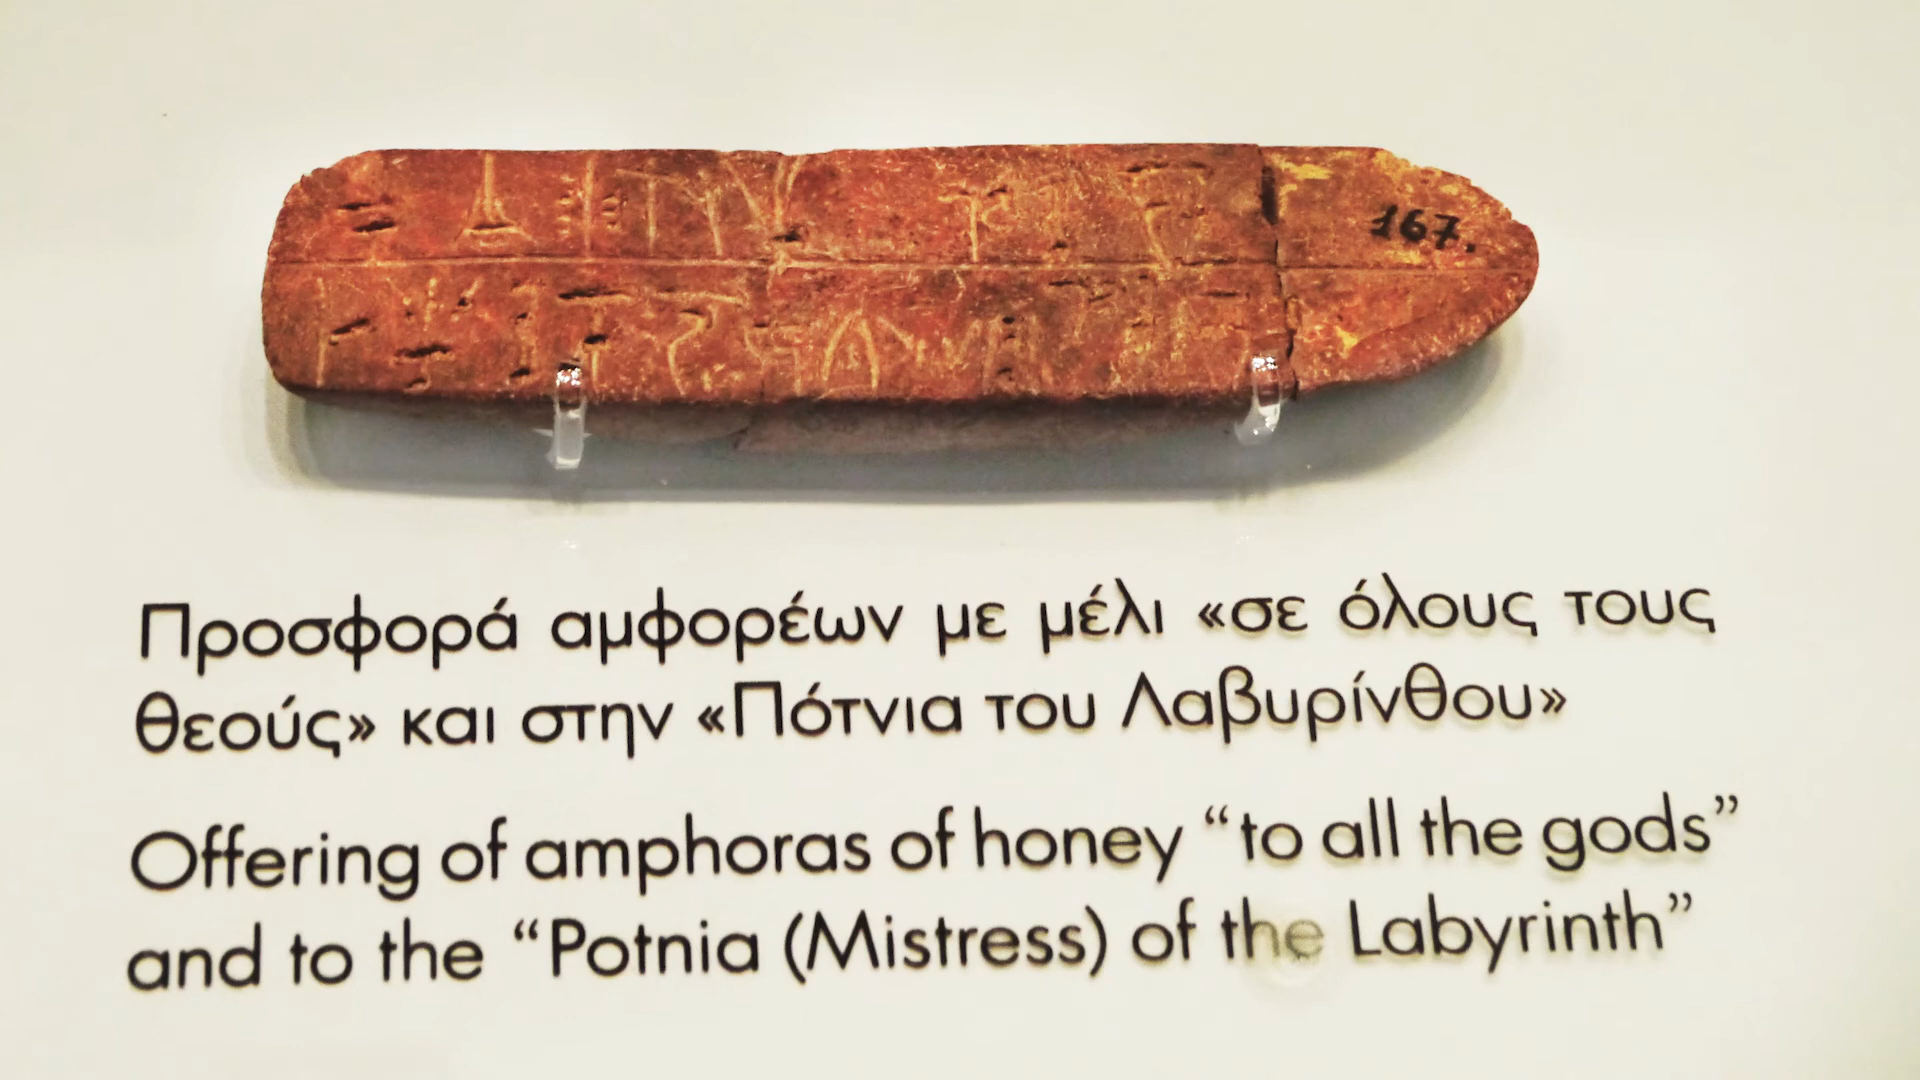 167.
Προσφορά αμφορέων με μέλι «σε όλους τους
θεούς» και στην «Πότνια του Λαβυρίνθου»
Offering of amphoras of honey “to all the gods”
and to the “Potnia (Mistress) of the Labyrinth”